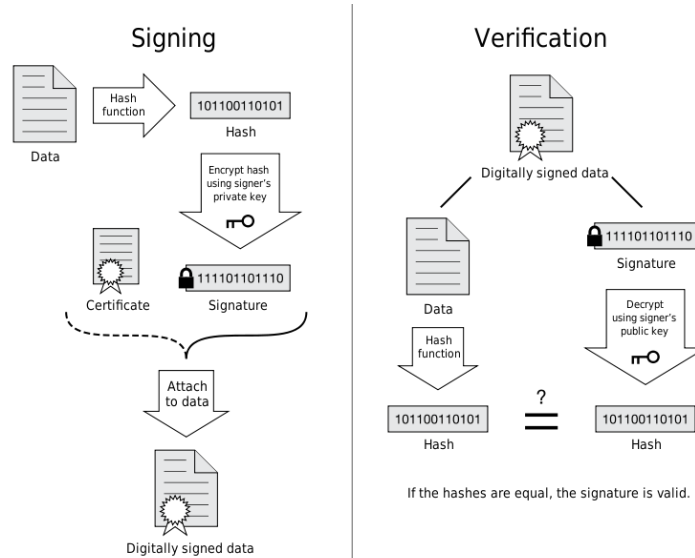 Signing
Hash
function
101100110101
Data
Hash
Encrypt hash
using signer's
private key
111101101110
Certificate
Signature
Attach
to data
Digitally signed data
Verification
Digitally signed data
111101101110
Signature
Data
Hash
function
Decrypt
using signer's
public key
?
101100110101
101100110101
Hash
Hash
If the hashes are equal, the signature is valid.